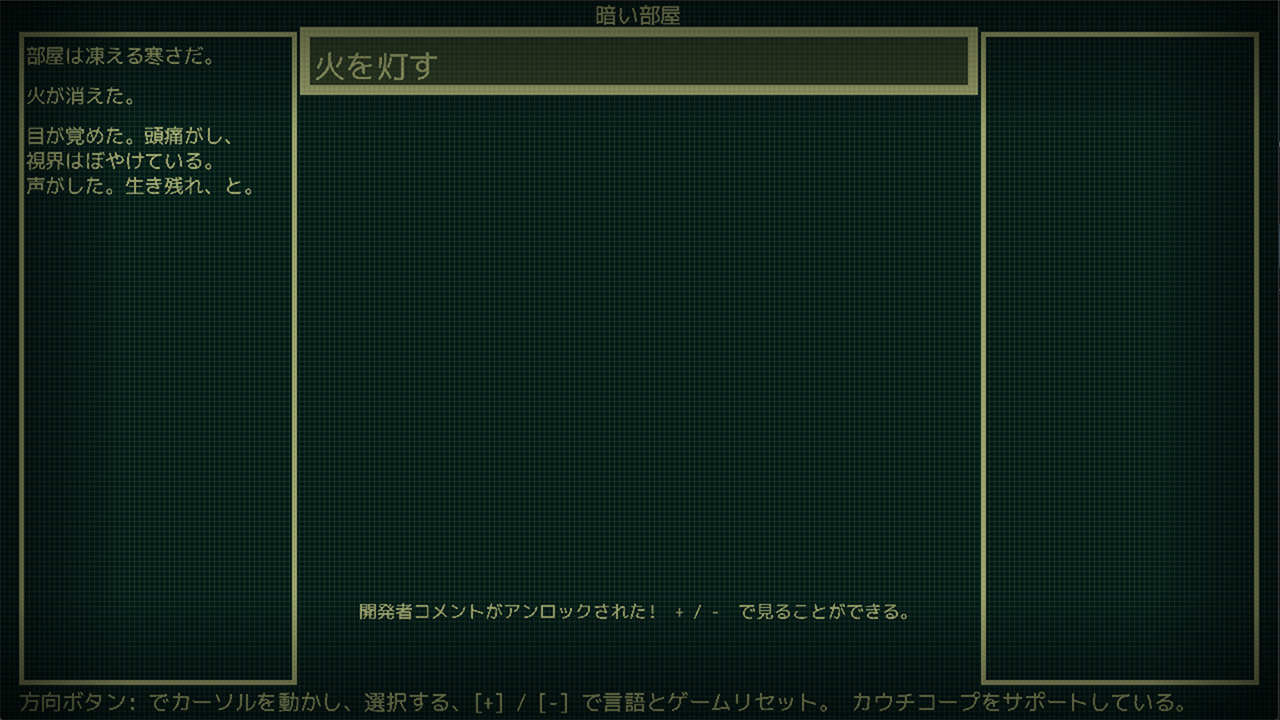 暗い部屋
部屋は凍える寒さだ。
火が消えた。
目が覚めた。頭痛がし、
視界はぼやけている。
声がした。生き残れ、と。
火を灯す
開発者コメントがアンロックされた! + / - で見ることができる。
方向ボタン: でカーソルを動かし、選択する、[+] / [-] で言語とゲームリセット。 カウチコープをサポートしている。